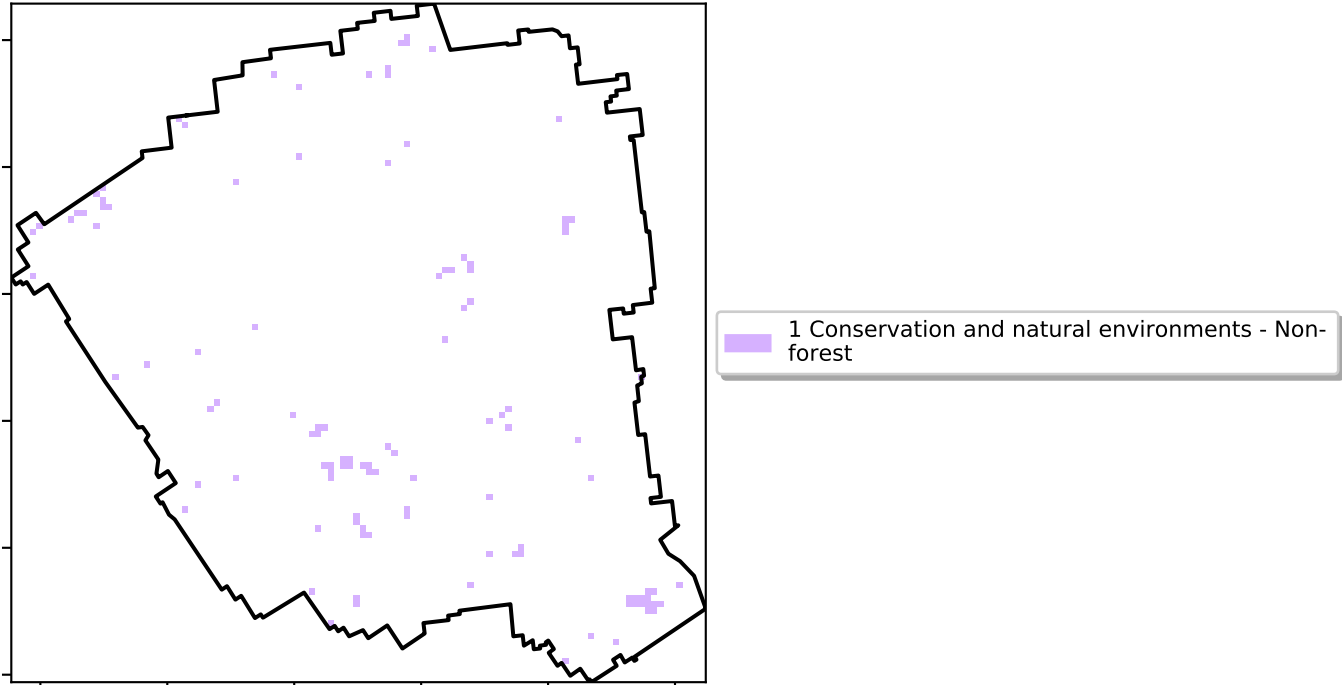 1 Conservation and natural environments - Non-
forest